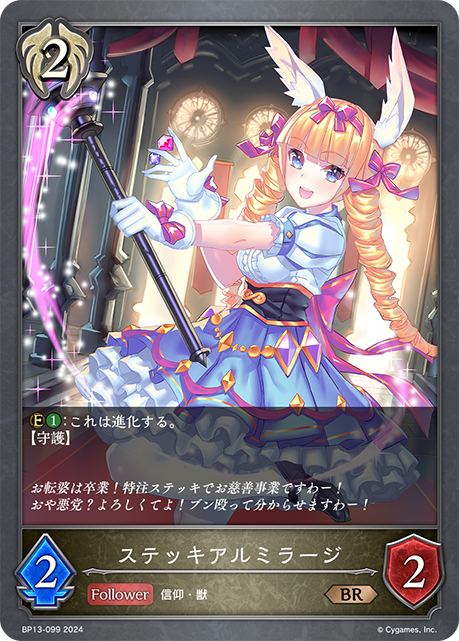 2
E 1：これは進化する。
【守護】
お転婆は卒業！特注ステッキでお慈善事業ですわー！
おや悪党？よろしくてよ！ブン殴って分からせますわー！
ステッキアルミラージ
2
Follower 信仰・獣 BR
2
BP13-099 2024
© Cygames, Inc.